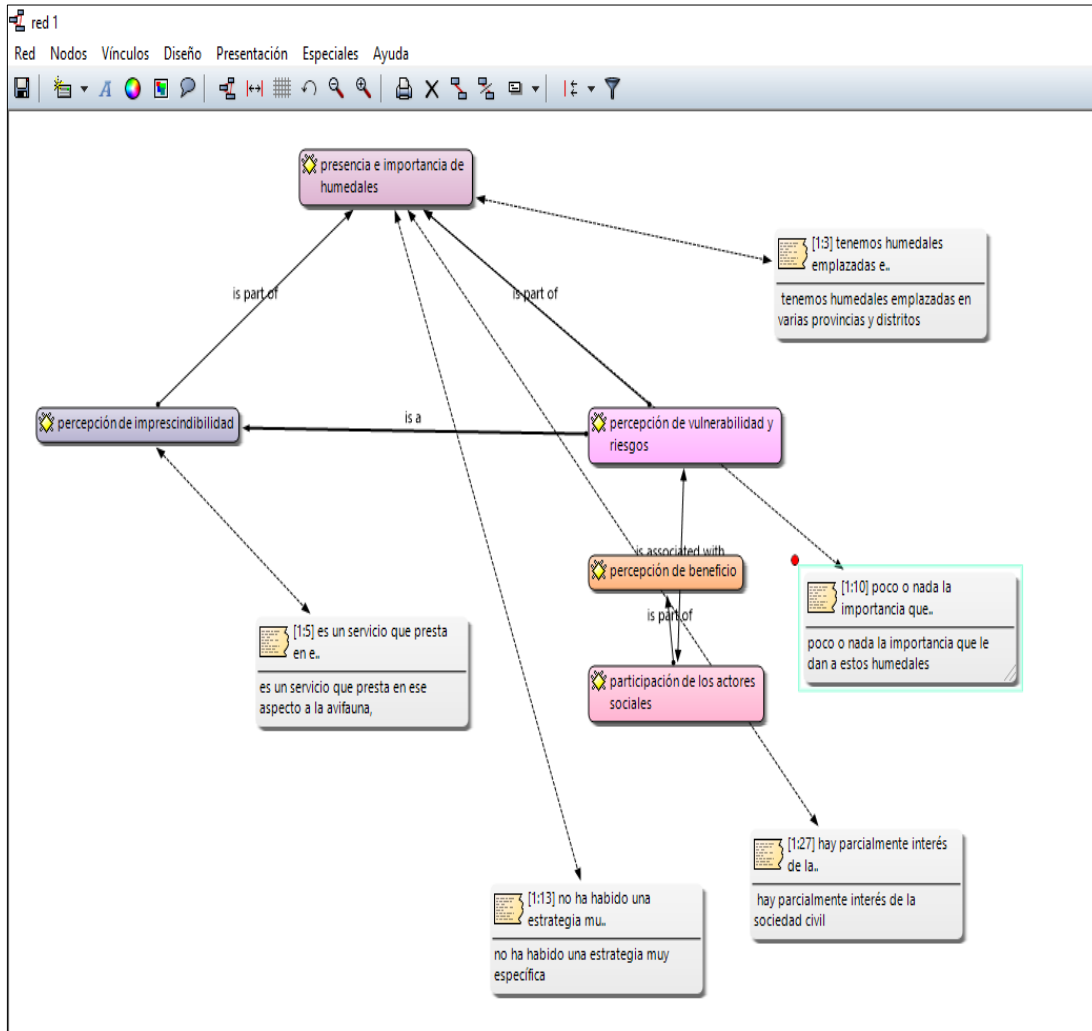 red 1
Red Nodos Vínculos Diseño Presentación Especiales Ayuda
presencia e importancia de
humedales
[1:3] tenemos humedales
emplazadas e..
tenemos humedales emplazadas en
varias provincias y distritos
is part of
is part of
percepción de imprescindibilidad
is a
percepción de vulnerabilidad y
riesgos
is associated with
percepción de beneficio
is part of
[1:10] poco o nada la
importancia que..
poco o nada la importancia que le
dan a estos humedales
[1:5] es un servicio que presta
en e..
es un servicio que presta en ese
aspecto a la avifauna,
participación de los actores
sociales
[1:27] hay parcialmente interés
de la..
hay parcialmente interés de la
sociedad civil
[1:13] no ha habido una
estrategia mu..
no ha habido una estrategia muy
específica